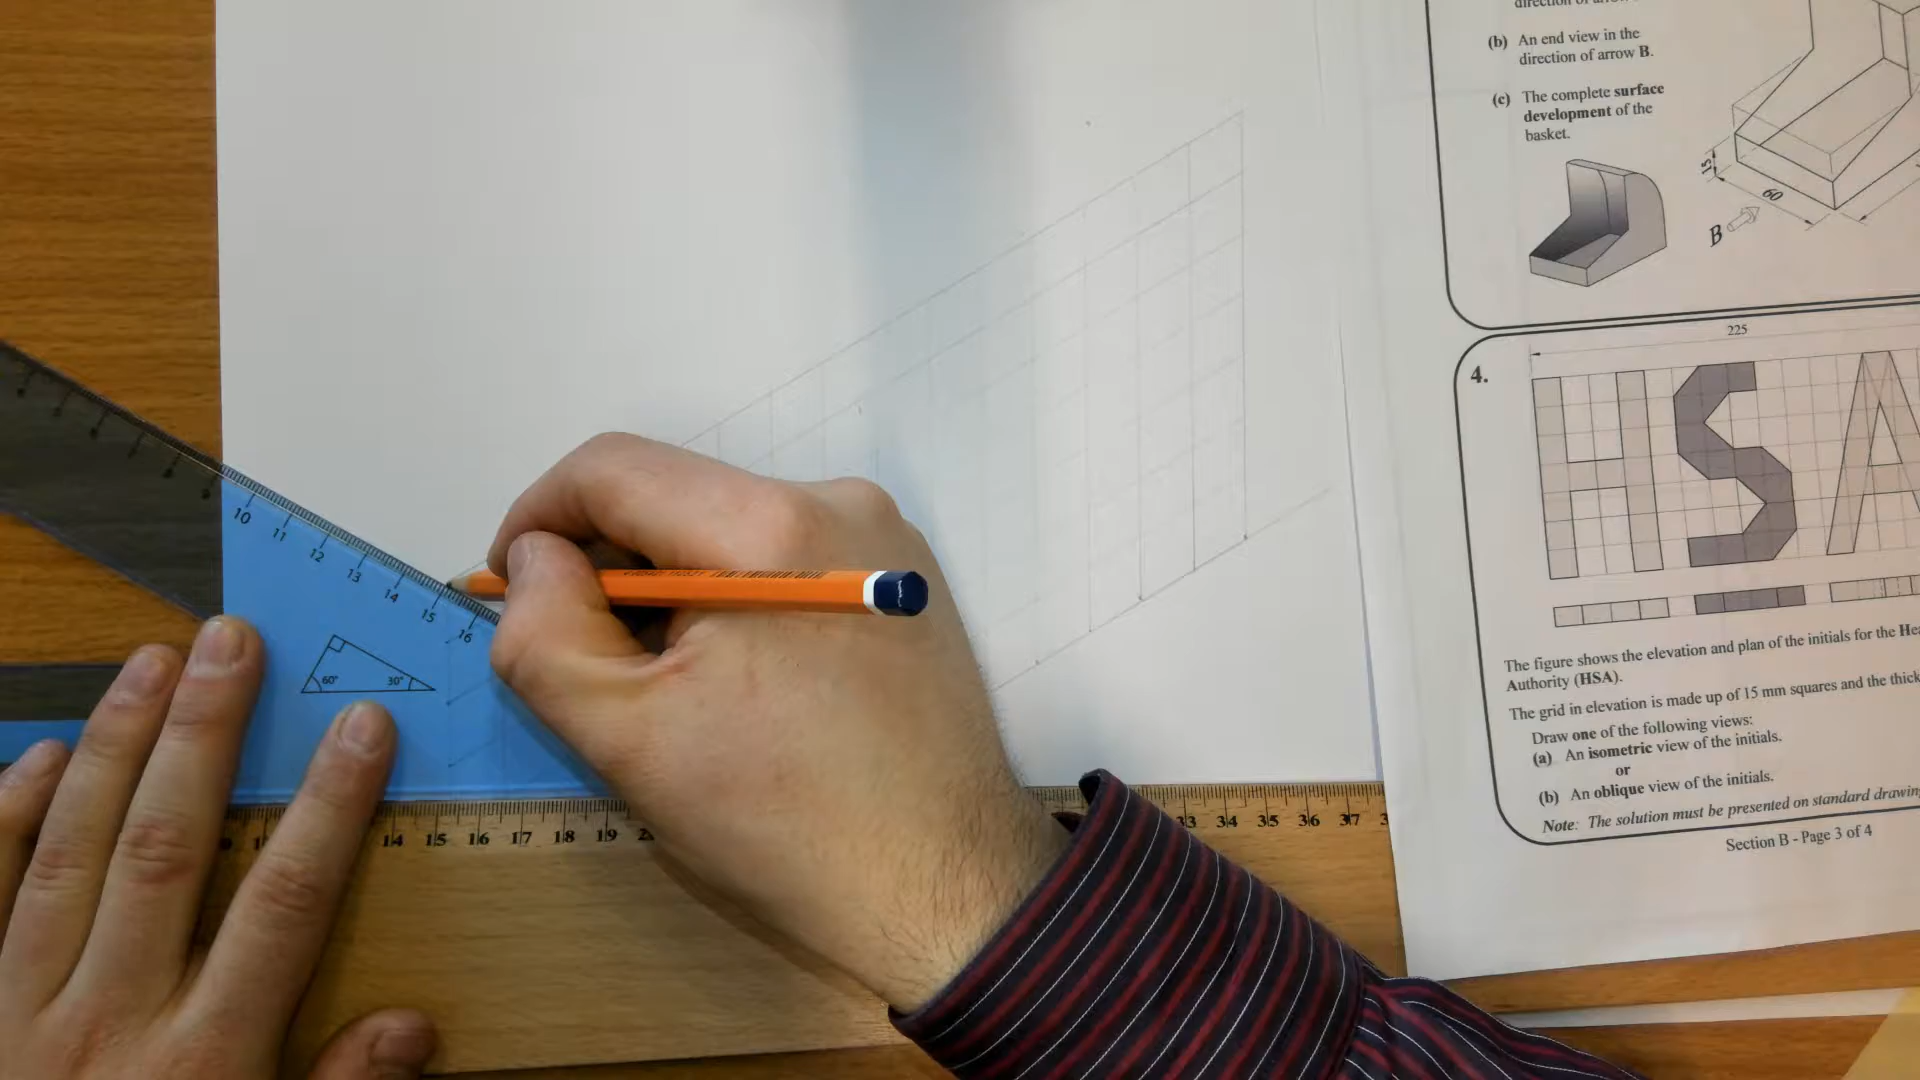 direction of
(b) An end view in the
direction of arrow B.
(c) The complete surface
development of the
basket.
15
60
B
225
4.
HSA
10 11 12 13 14 15 16
60° 30°
14 15 16 17 18 19
33 34 35 36 37
The figure shows the elevation and plan of the initials for the
Authority (HSA).
The grid in elevation is made up of 15 mm squares and the
Draw one of the following views:
(a) An isometric view of the initials.
or
(b) An oblique view of the initials.
Note: The solution must be presented on standard
Section B - Page 3 of 4